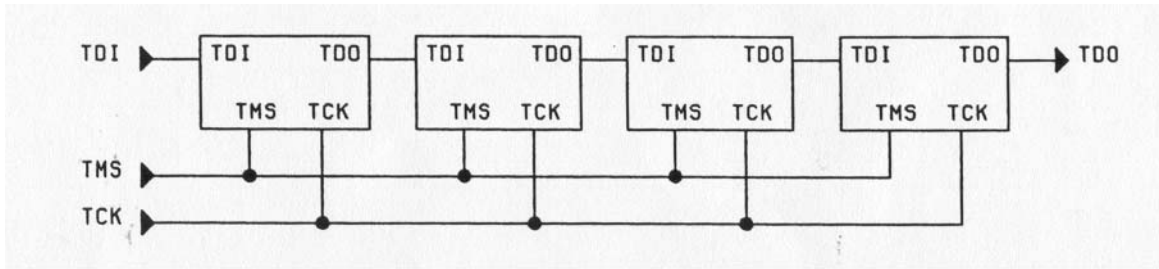 TDI TDI TDO TDI TDO TDI TDO TDI TDO TDO
TMS TCK TMS TCK TMS TCK TMS TCK
TMS
TCK